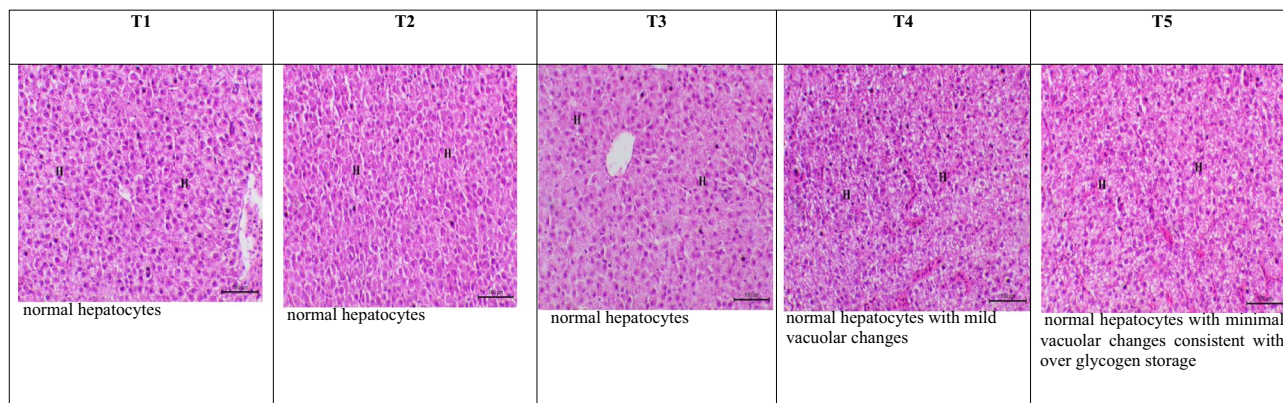 T1
T2
T3
T4
T5
H
H
H
H
H
H
H
H
H
H
normal hepatocytes
normal hepatocytes
normal hepatocytes
normal hepatocytes with mild
vacuolar changes
normal hepatocytes with minimal
vacuolar changes consistent with
over glycogen storage